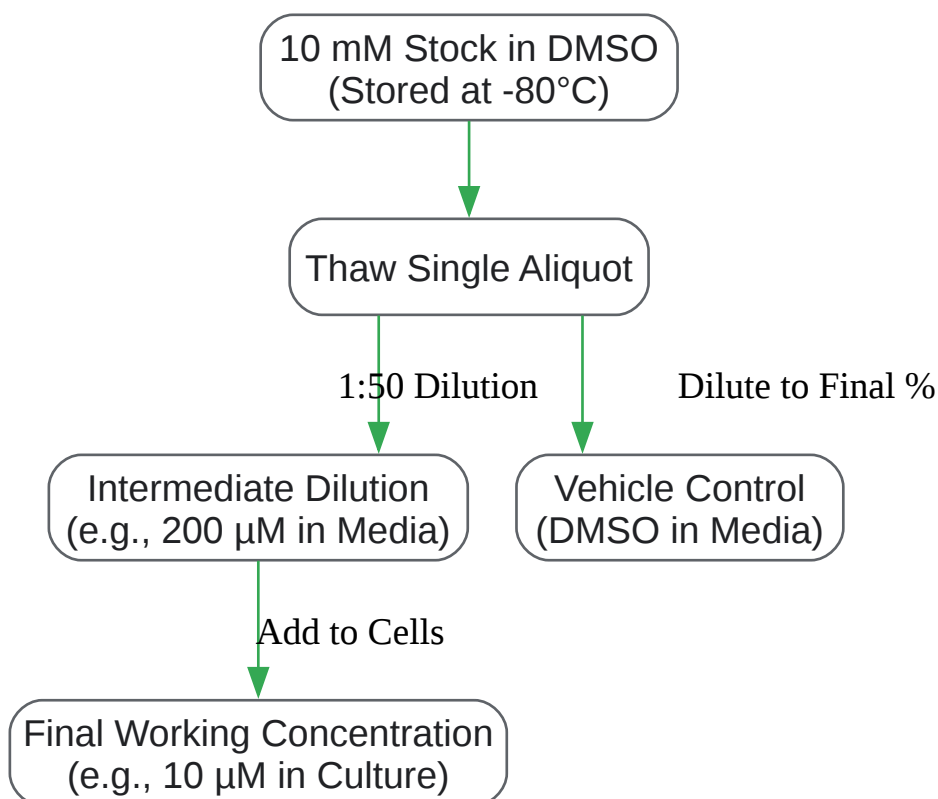 10 mM Stock in DMSO
(Stored at -80°C)
Thaw Single Aliquot
1:50 Dilution
Dilute to Final %
Intermediate Dilution
(e.g., 200 µM in Media)
Vehicle Control
(DMSO in Media)
Add to Cells
Final Working Concentration
(e.g., 10 µM in Culture)